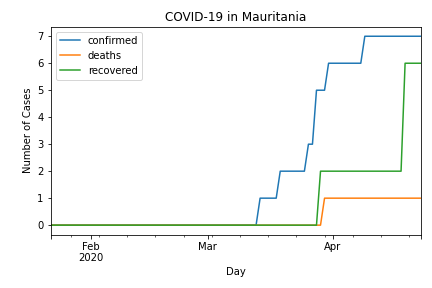 COVID-19 in Mauritania
confirmed
deaths
recovered
Number of Cases
7
6
5
4
3
2
1
0
Feb
2020
Mar
Apr
Day